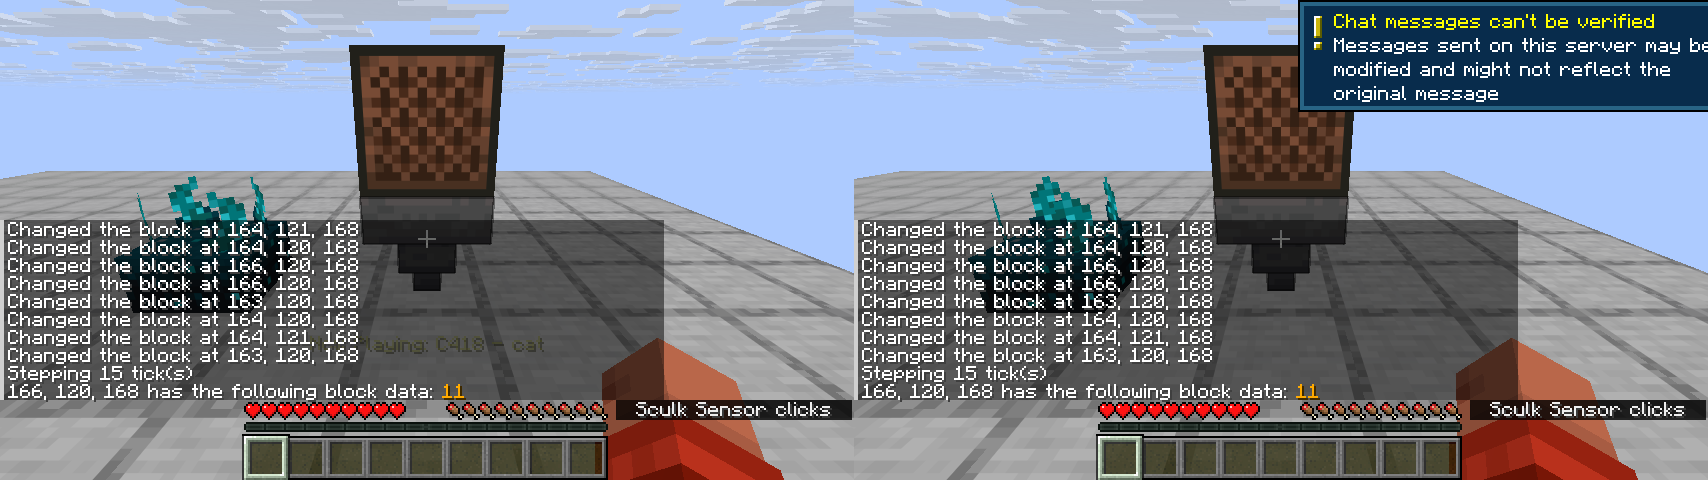 Changed the block at 164, 121, 168
Changed the block at 164, 120, 168
Changed the block at 166, 120, 168
Changed the block at 166, 120, 168
Changed the block at 163, 120, 168
Changed the block at 164, 120, 168
Changed the block at 164, 121, 168
Changed the block at 163, 120, 168
Now Playing: C418 - cat
Stepping 15 tick(s)
166, 120, 168 has the following block data: 11
Sculk Sensor clicks
Chat messages can't be verified
Messages sent on this server may be
modified and might not reflect the
original message
Changed the block at 164, 121, 168
Changed the block at 164, 120, 168
Changed the block at 166, 120, 168
Changed the block at 166, 120, 168
Changed the block at 163, 120, 168
Changed the block at 164, 120, 168
Changed the block at 164, 121, 168
Changed the block at 163, 120, 168
Stepping 15 tick(s)
166, 120, 168 has the following block data: 11
Sculk Sensor clicks